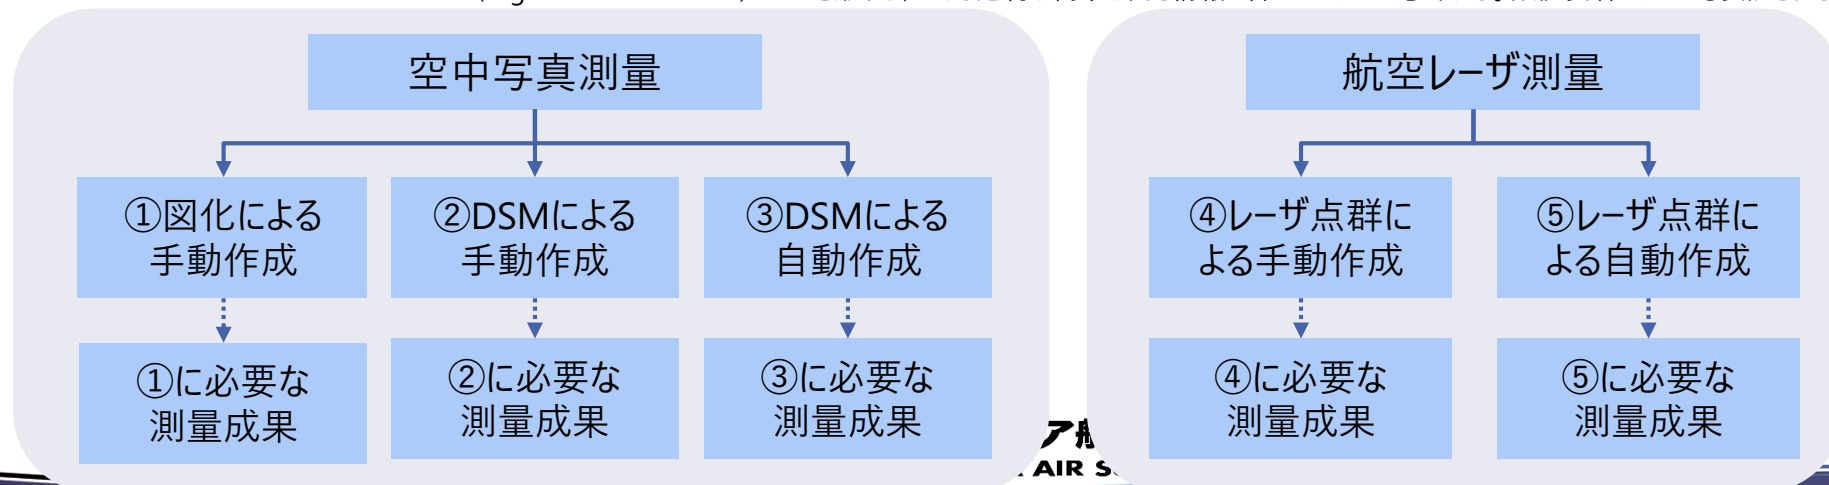 空中写真測量
航空レーザ測量
①図化による
手動作成
②DSMによる
手動作成
③DSMによる
自動作成
④レーザ点群に
よる手動作成
⑤レーザ点群に
よる自動作成
①に必要な
測量成果
②に必要な
測量成果
③に必要な
測量成果
④に必要な
測量成果
⑤に必要な
測量成果
ア航
AIR S